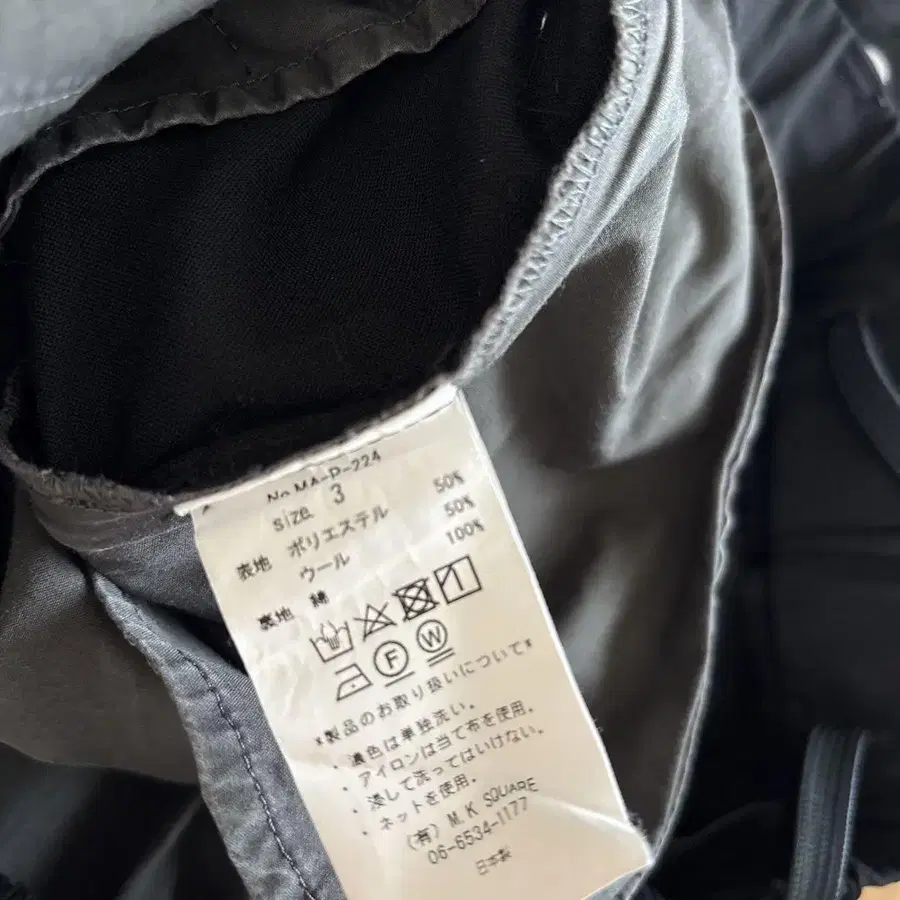 No.MA-P-224
size 3
表地 ポリエステル 50%
ウール 50%
裏地 綿 100%
F W
*製品のお取り扱いについて*
・濃色は単独洗い。
・アイロンは当て布を使用。
・浸して洗ってはいけない。
・ネットを使用。
(有) M.K SQUARE
06-6534-1177
日本製